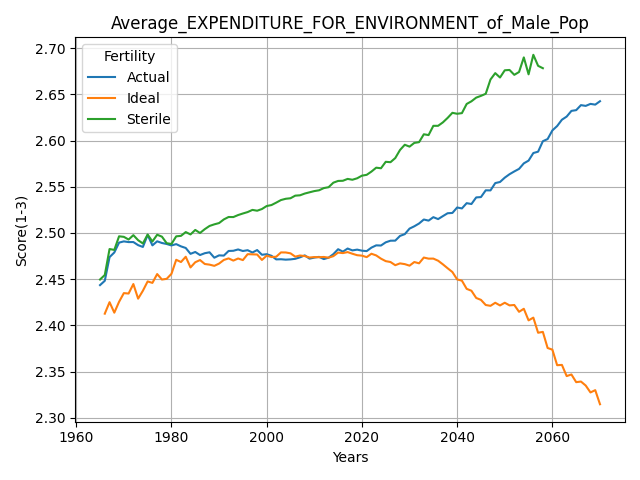 Average_EXPENDITURE_FOR_ENVIRONMENT_of_Male_Pop
Fertility
Actual
Ideal
Sterile
Score(1-3)
2.70
2.65
2.60
2.55
2.50
2.45
2.40
2.35
2.30
1960 1980 2000 2020 2040 2060
Years